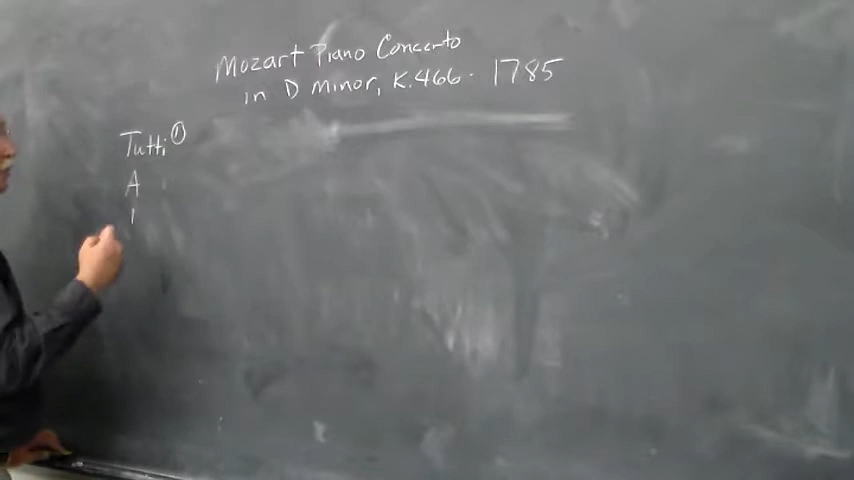 Mozart Piano Concerto
in D minor, K.466 - 1785
Tutti ①
A
1